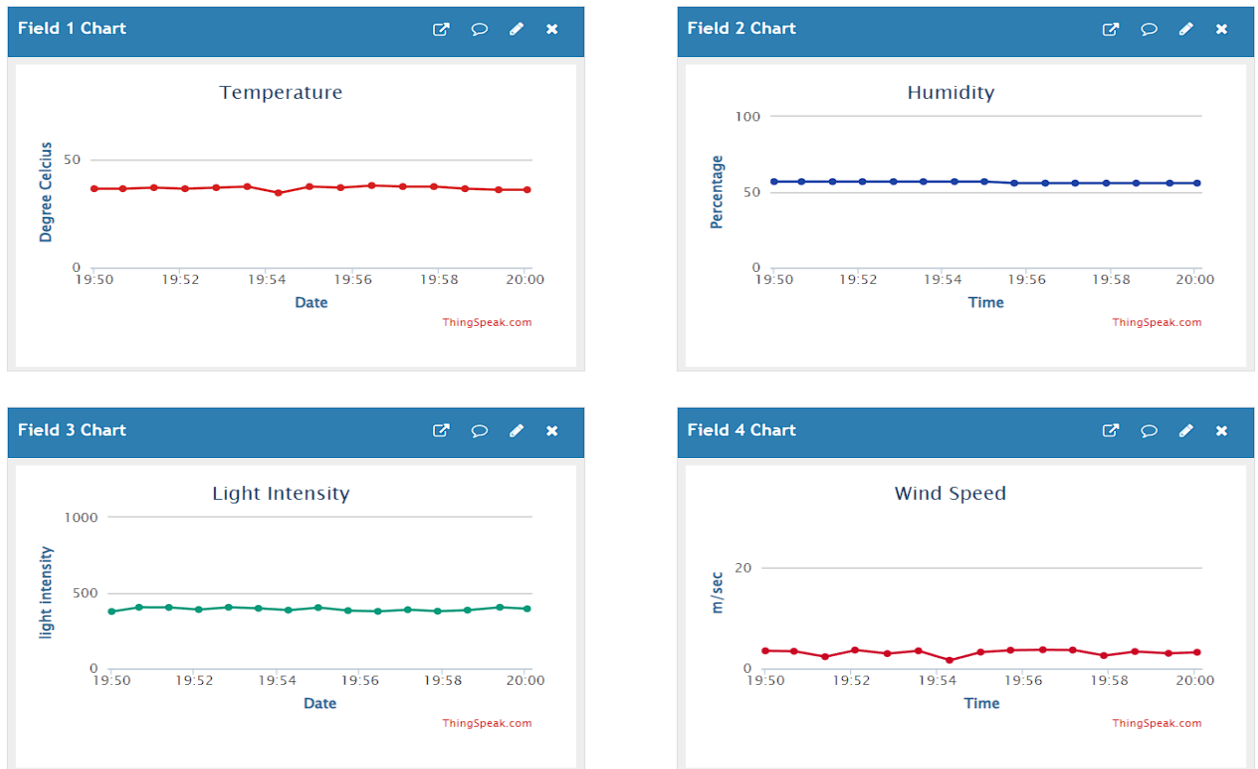 Field 1 Chart
Temperature
Degree Celcius
50
0
19:50 19:52 19:54 19:56 19:58 20:00
Date
ThingSpeak.com
Field 2 Chart
Humidity
Percentage
100
50
0
19:50 19:52 19:54 19:56 19:58 20:00
Time
ThingSpeak.com
Field 3 Chart
Light Intensity
light intensity
1000
500
0
19:50 19:52 19:54 19:56 19:58 20:00
Date
ThingSpeak.com
Field 4 Chart
Wind Speed
m/sec
20
0
19:50 19:52 19:54 19:56 19:58 20:00
Time
ThingSpeak.com